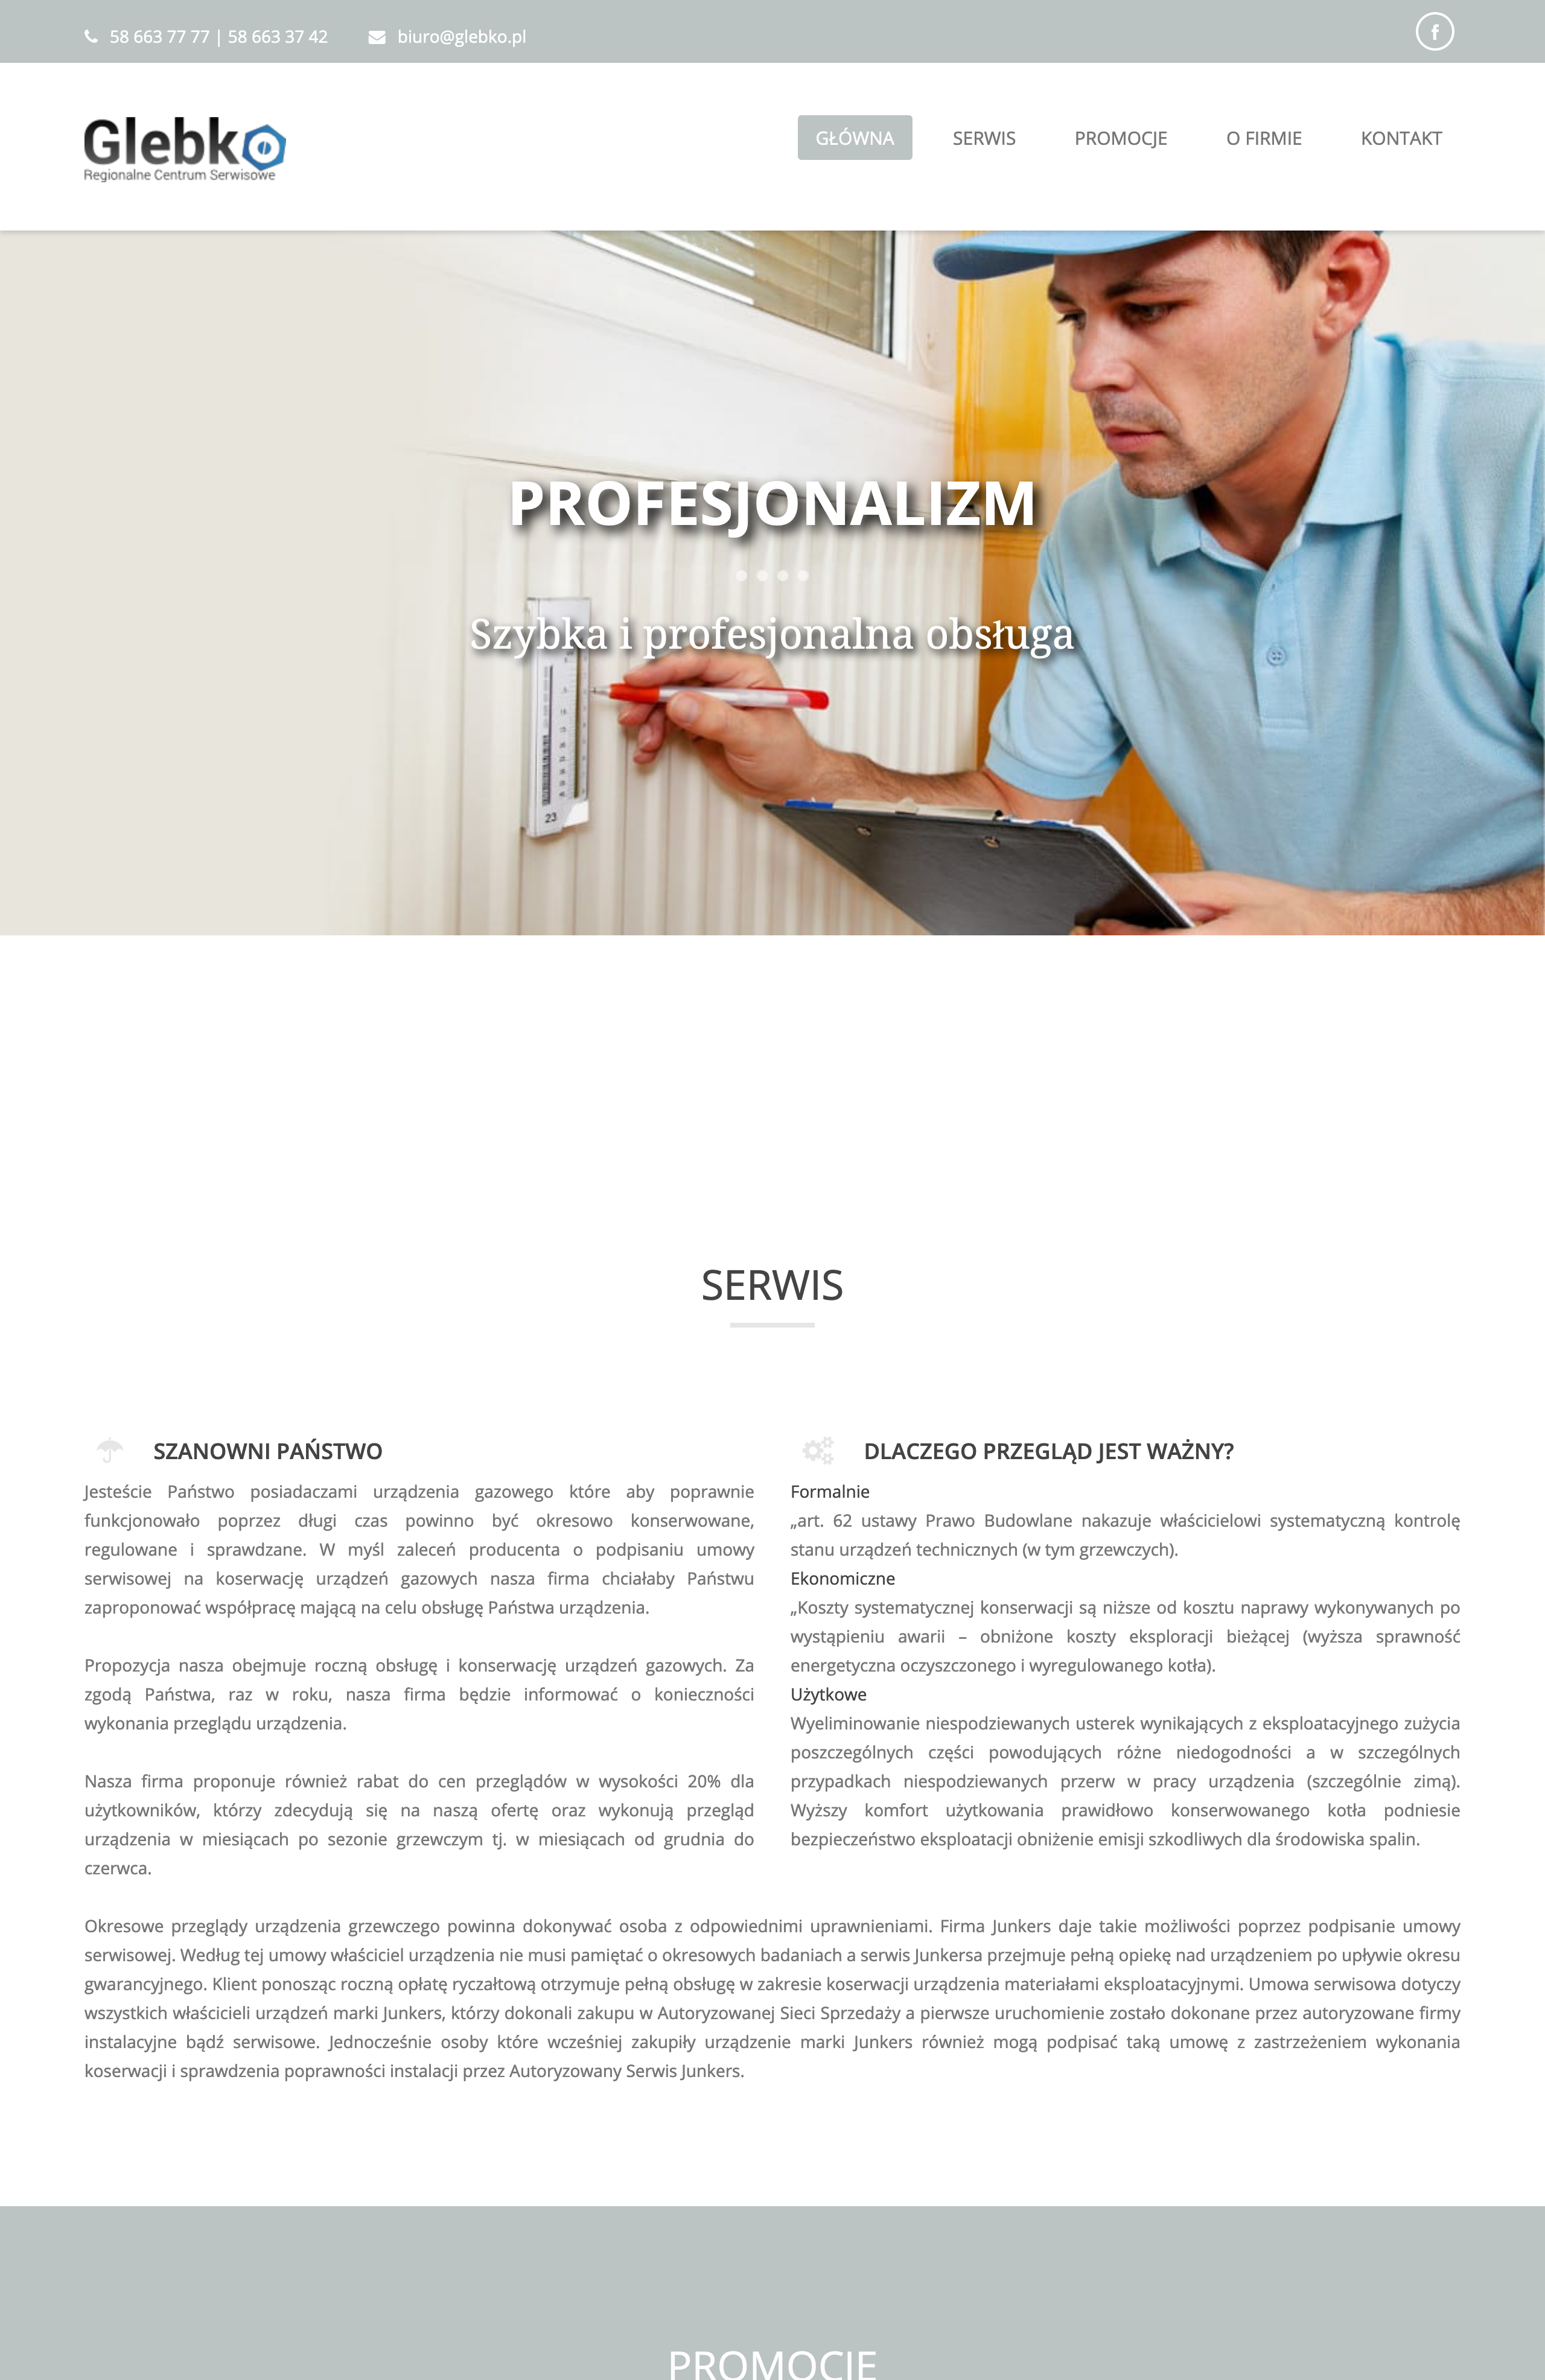 58 663 77 77 | 58 663 37 42
biuro@glebko.pl
Glebko
Regionalne Centrum Serwisowe
GŁÓWNA
SERWIS
PROMOCJE
O FIRMIE
KONTAKT
PROFESJONALIZM
Szybka i profesjonalna obsługa
23
SERWIS
SZANOWNI PAŃSTWO
Jesteście Państwo posiadaczami urządzenia gazowego które aby poprawnie
funkcjonowało poprzez długi czas powinno być okresowo konserwowane,
regulowane i sprawdzane. W myśl zaleceń producenta o podpisaniu umowy
serwisowej na koserwację urządzeń gazowych nasza firma chciałaby Państwu
zaproponować współpracę mającą na celu obsługę Państwa urządzenia.
Propozycja nasza obejmuje roczną obsługę i konserwację urządzeń gazowych. Za
zgodą Państwa, raz w roku, nasza firma będzie informować o konieczności
wykonania przeglądu urządzenia.
Nasza firma proponuje również rabat do cen przeglądów w wysokości 20% dla
użytkowników, którzy zdecydują się na naszą ofertę oraz wykonują przegląd
urządzenia w miesiącach po sezonie grzewczym tj. w miesiącach od grudnia do
czerwca.
DLACZEGO PRZEGLĄD JEST WAŻNY?
Formalnie
„art. 62 ustawy Prawo Budowlane nakazuje właścicielowi systematyczną kontrolę
stanu urządzeń technicznych (w tym grzewczych).
Ekonomiczne
„Koszty systematycznej konserwacji są niższe od kosztu naprawy wykonywanych po
wystąpieniu awarii – obniżone koszty eksploracji bieżącej (wyższa sprawność
energetyczna oczyszczonego i wyregulowanego kotła).
Użytkowe
Wyeliminowanie niespodziewanych usterek wynikających z eksploatacyjnego zużycia
poszczególnych części powodujących różne niedogodności a w szczególnych
przypadkach niespodziewanych przerw w pracy urządzenia (szczególnie zimą).
Wyższy komfort użytkowania prawidłowo konserwowanego kotła podniesie
bezpieczeństwo eksploatacji obniżenie emisji szkodliwych dla środowiska spalin.
Okresowe przeglądy urządzenia grzewczego powinna dokonywać osoba z odpowiednimi uprawnieniami. Firma Junkers daje takie możliwości poprzez podpisanie umowy
serwisowej. Według tej umowy właściciel urządzenia nie musi pamiętać o okresowych badaniach a serwis Junkersa przejmuje pełną opiekę nad urządzeniem po upływie okresu
gwarancyjnego. Klient ponosząc roczną opłatę ryczałtową otrzymuje pełną obsługę w zakresie koserwacji urządzenia materiałami eksploatacyjnymi. Umowa serwisowa dotyczy
wszystkich właścicieli urządzeń marki Junkers, którzy dokonali zakupu w Autoryzowanej Sieci Sprzedaży a pierwsze uruchomienie zostało dokonane przez autoryzowane firmy
instalacyjne bądź serwisowe. Jednocześnie osoby które wcześniej zakupiły urządzenie marki Junkers również mogą podpisać taką umowę z zastrzeżeniem wykonania
koserwacji i sprawdzenia poprawności instalacji przez Autoryzowany Serwis Junkers.
PROMOCJE